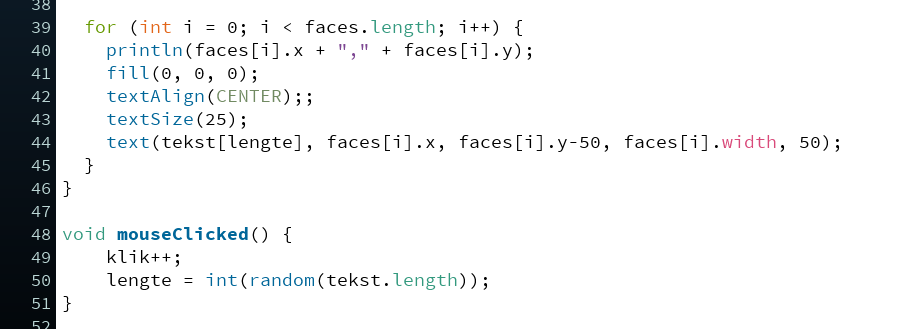 38
39 for (int i = 0; i < faces.length; i++) {
40 println(faces[i].x + "," + faces[i].y);
41 fill(0, 0, 0);
42 textAlign(CENTER);;
43 textSize(25);
44 text(tekst[lengte], faces[i].x, faces[i].y-50, faces[i].width, 50);
45 }
46 }
47
48 void mouseClicked() {
49 klik++;
50 lengte = int(random(tekst.length));
51 }
52